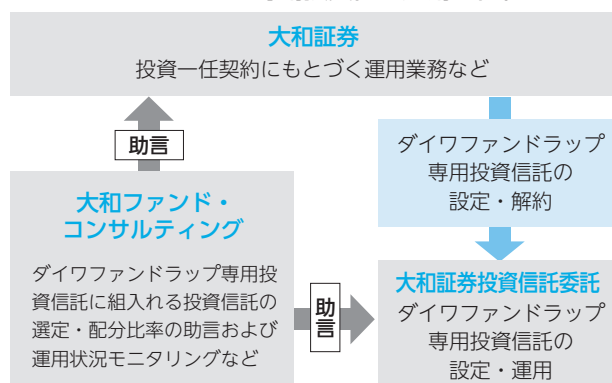 大和証券
投資一任契約にもとづく運用業務など
助言
ダイワファンドラップ
専用投資信託の
設定・解約
大和ファンド・
コンサルティング
ダイワファンドラップ専用投
資信託に組入れる投資信託の
選定・配分比率の助言および
運用状況モニタリングなど
助言
大和証券投資信託委託
ダイワファンドラップ
専用投資信託の
設定・運用